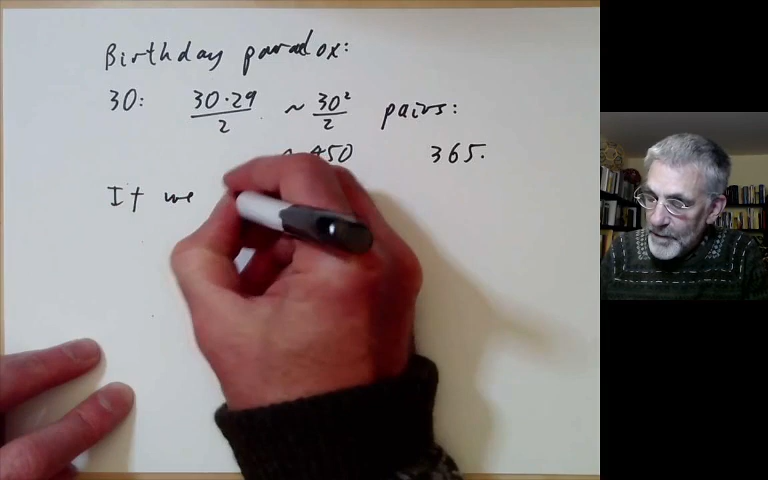 Birthday paradox:
30: 30·29/2 ~ 30²/2 pairs:
~ 450 365.
If we